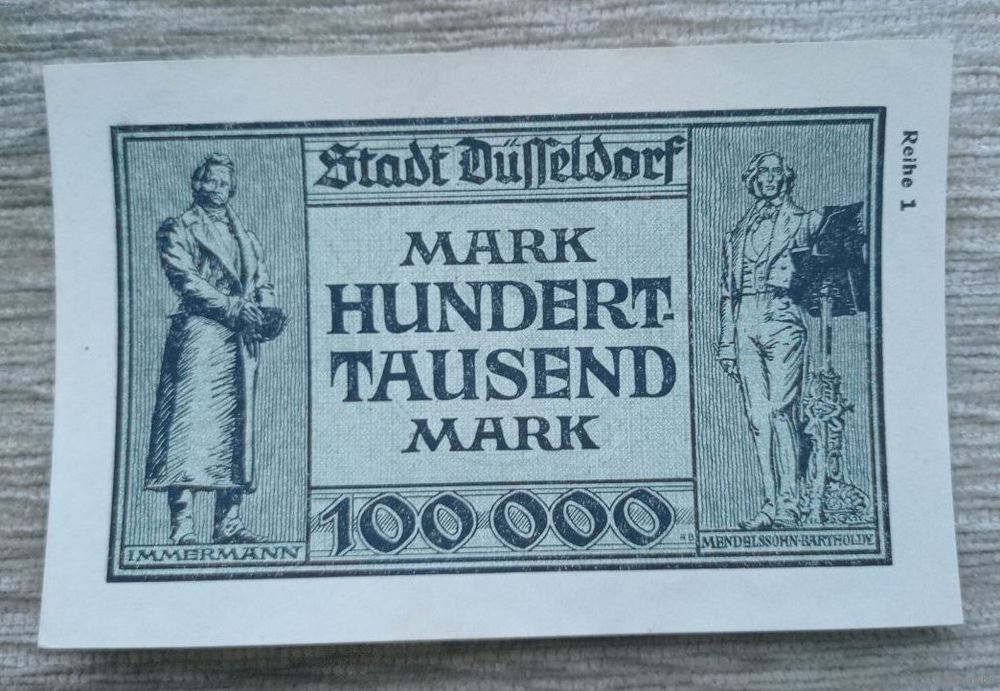 Stadt Düsseldorf
MARK
HUNDERT-
TAUSEND
MARK
100 000
IMMERMANN
MENDELSSOHN-BARTHOLDY
Reihe 1